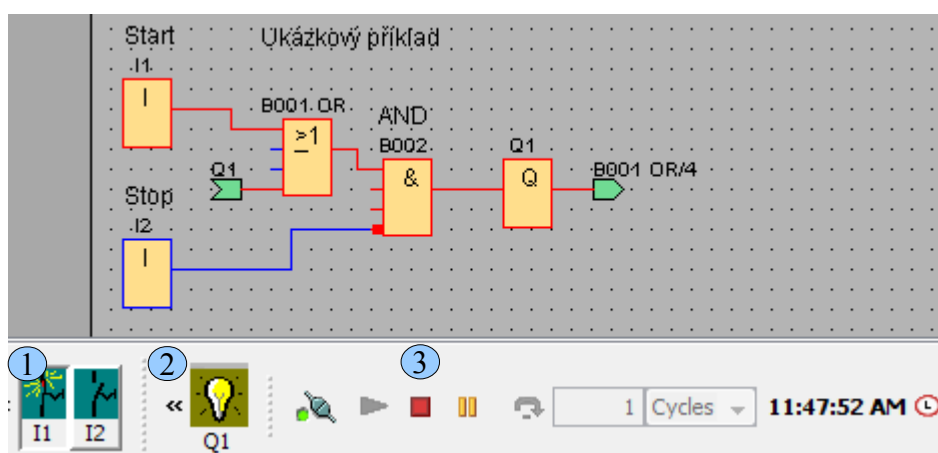 Start Ukázkový příklad
I1
I
B001 OR
≥1
AND
B002
&
Q1
Q1
Q
B001 OR/4
Stop
I2
I
1
2
3
«
I1
I2
Q1
1
Cycles
11:47:52 AM